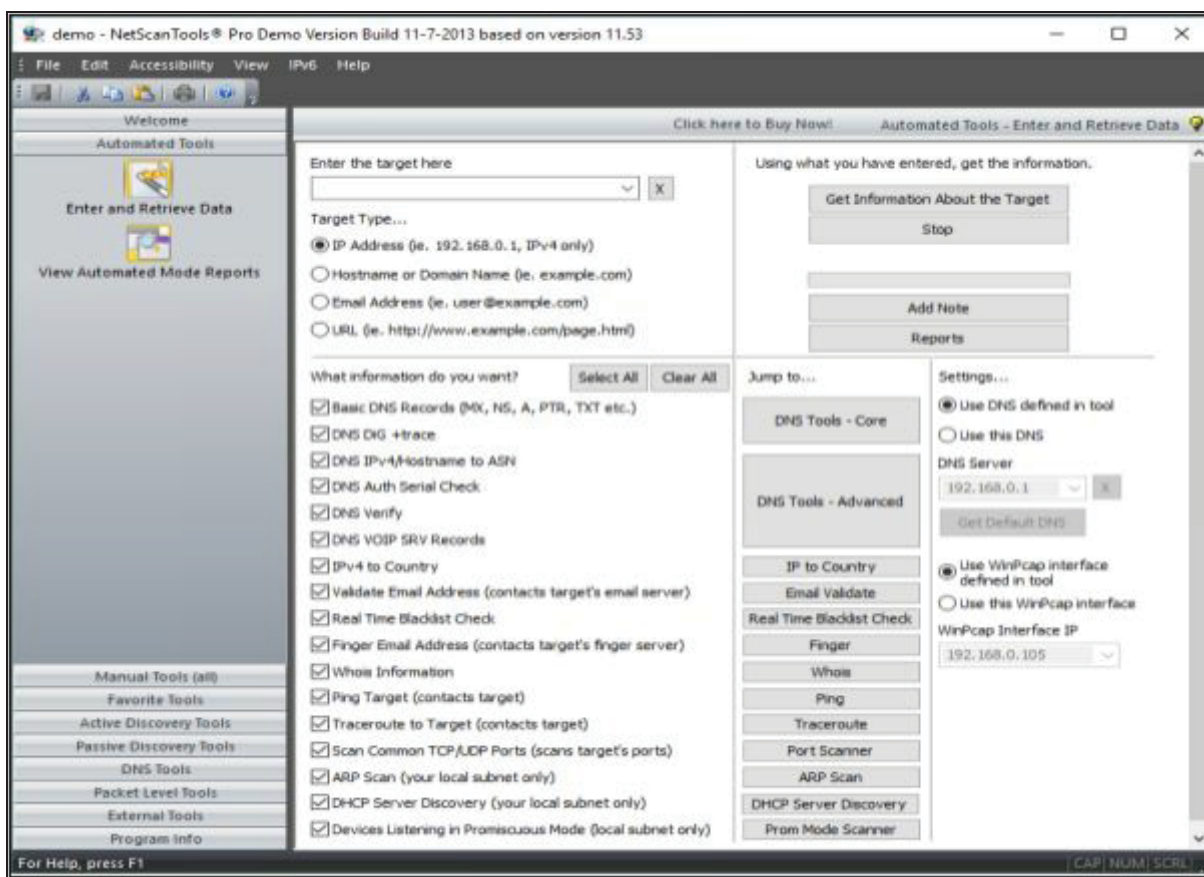 demo - NetScanTools® Pro Demo Version Build 11-7-2013 based on version 11.53
File Edit Accessibility View IPv6 Help
Welcome
Automated Tools
Enter and Retrieve Data
View Automated Mode Reports
Manual Tools (all)
Favorite Tools
Active Discovery Tools
Passive Discovery Tools
DNS Tools
Packet Level Tools
External Tools
Program Info
Click here to Buy Now! Automated Tools - Enter and Retrieve Data
Enter the target here
X
Target Type...
IP Address (ie. 192.168.0.1, IPv4 only)
Hostname or Domain Name (ie. example.com)
Email Address (ie. user@example.com)
URL (ie. http://www.example.com/page.html)
Using what you have entered, get the information.
Get Information About the Target
Stop
Add Note
Reports
What information do you want? Select All Clear All
Basic DNS Records (MX, NS, A, PTR, TXT etc.)
DNS DiG +trace
DNS IPv4/Hostname to ASN
DNS Auth Serial Check
DNS Verify
DNS VOIP SRV Records
IPv4 to Country
Validate Email Address (contacts target's email server)
Real Time Blacklist Check
Finger Email Address (contacts target's finger server)
Whois Information
Ping Target (contacts target)
Traceroute to Target (contacts target)
Scan Common TCP/UDP Ports (scans target's ports)
ARP Scan (your local subnet only)
DHCP Server Discovery (your local subnet only)
Devices Listening in Promiscuous Mode (local subnet only)
Jump to...
DNS Tools - Core
DNS Tools - Advanced
IP to Country
Email Validate
Real Time Blacklist Check
Finger
Whois
Ping
Traceroute
Port Scanner
ARP Scan
DHCP Server Discovery
Prom Mode Scanner
Settings...
Use DNS defined in tool
Use this DNS
DNS Server
192.168.0.1 X
Get Default DNS
Use WinPcap interface
defined in tool
Use this WinPcap interface
WinPcap Interface IP
192.168.0.105
For Help, press F1
CAP NUM SCRL